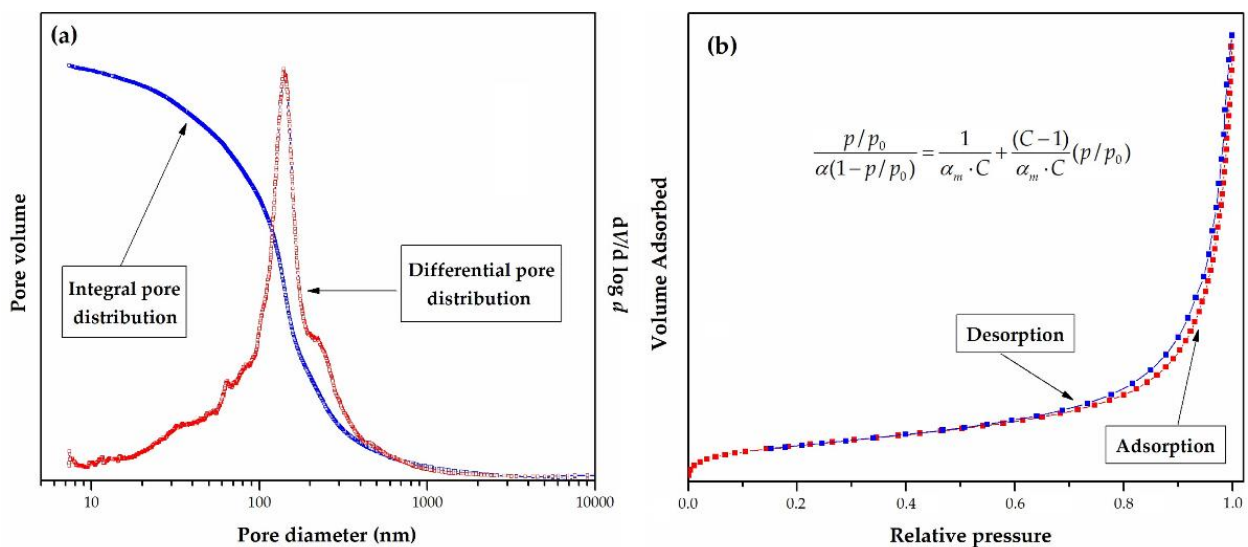 (a)
Pore volume
Integral pore
distribution
Differential pore
distribution
dV/d log d
10
100
1000
10000
Pore diameter (nm)
(b)
Volume Adsorbed
p/p₀ / α(1−p/p₀) = 1 / αₘ·C + (C−1) / αₘ·C (p/p₀)
Desorption
Adsorption
0.0
0.2
0.4
0.6
0.8
1.0
Relative pressure